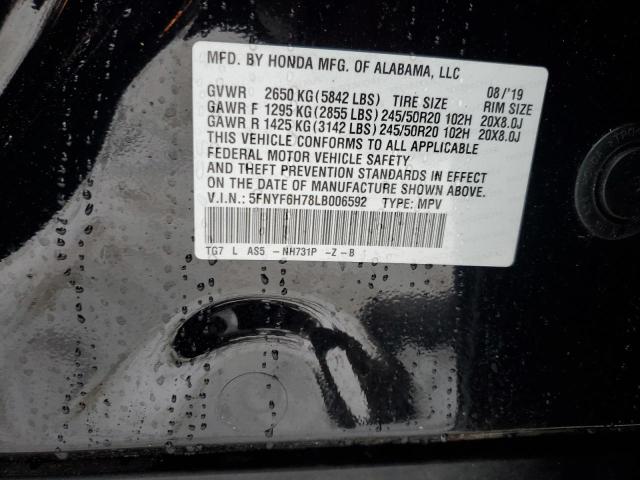 MFD. BY HONDA MFG. OF ALABAMA, LLC
08/'19
GVWR 2650 KG(5842 LBS) TIRE SIZE RIM SIZE
GAWR F 1295 KG(2855 LBS) 245/50R20 102H 20X8.0J
GAWR R 1425 KG(3142 LBS) 245/50R20 102H 20X8.0J
THIS VEHICLE CONFORMS TO ALL APPLICABLE
FEDERAL MOTOR VEHICLE SAFETY
AND THEFT PREVENTION STANDARDS IN EFFECT
ON THE DATE OF MANUFACTURE SHOWN ABOVE.
V.I.N.: 5FNYF6H78LB006592 TYPE: MPV
TG7 L AS5 -NH731P -Z-B